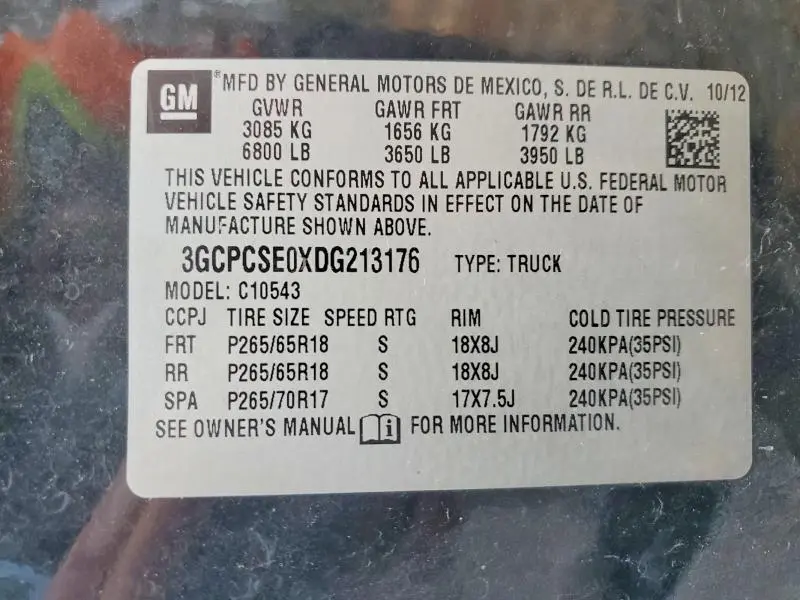 GM ® MFD BY GENERAL MOTORS DE MEXICO, S. DE R.L. DE C.V. 10/12
GVWR GAWR FRT GAWR RR
3085 KG 1656 KG 1792 KG
6800 LB 3650 LB 3950 LB
THIS VEHICLE CONFORMS TO ALL APPLICABLE U.S. FEDERAL MOTOR
VEHICLE SAFETY STANDARDS IN EFFECT ON THE DATE OF
MANUFACTURE SHOWN ABOVE.
3GCPCSE0XDG213176 TYPE: TRUCK
MODEL: C10543
CCPJ TIRE SIZE SPEED RTG RIM COLD TIRE PRESSURE
FRT P265/65R18 S 18X8J 240KPA(35PSI)
RR P265/65R18 S 18X8J 240KPA(35PSI)
SPA P265/70R17 S 17X7.5J 240KPA(35PSI)
SEE OWNER'S MANUAL i FOR MORE INFORMATION.